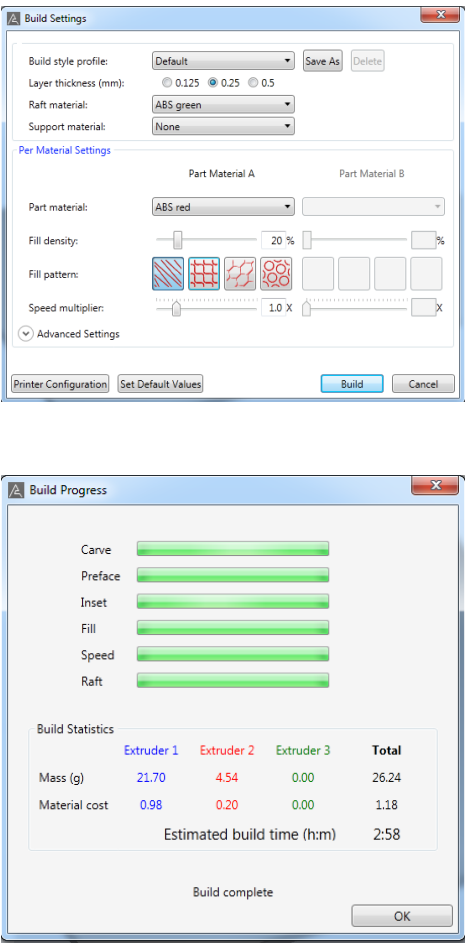 Build Settings
Build style profile: Default Save As Delete
Layer thickness (mm): 0.125 0.25 0.5
Raft material: ABS green
Support material: None
Per Material Settings
Part Material A Part Material B
Part material: ABS red
Fill density: 20 % %
Fill pattern:
Speed multiplier: 1.0 X X
Advanced Settings
Printer Configuration Set Default Values Build Cancel
Build Progress
Carve
Preface
Inset
Fill
Speed
Raft
Build Statistics
Extruder 1 Extruder 2 Extruder 3 Total
Mass (g) 21.70 4.54 0.00 26.24
Material cost 0.98 0.20 0.00 1.18
Estimated build time (h:m) 2:58
Build complete
OK